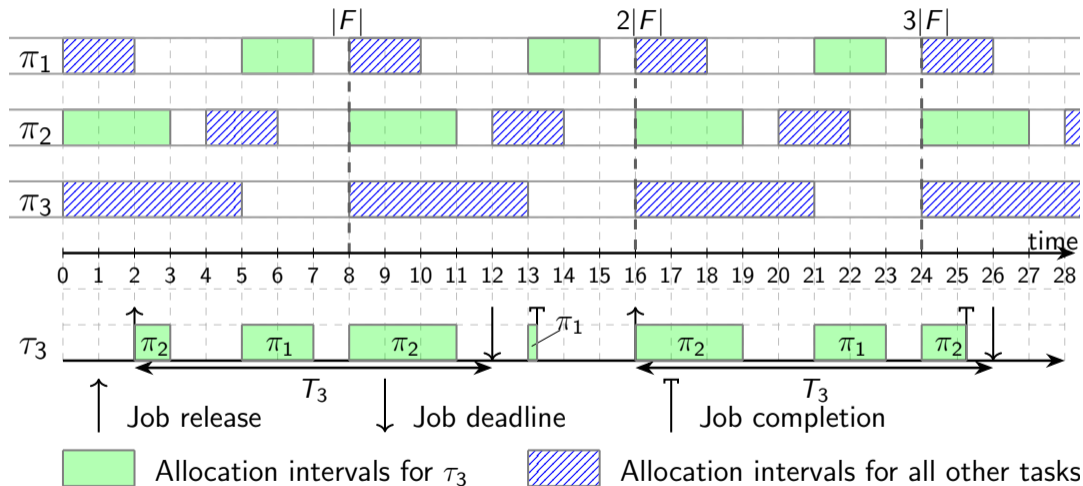 |F| 2|F| 3|F|
π1
π2
π3
time
0 1 2 3 4 5 6 7 8 9 10 11 12 13 14 15 16 17 18 19 20 21 22 23 24 25 26 27 28
τ3 π2 π1 π2 π1 π2 π1 π2
T3 T3
Job release Job deadline Job completion
Allocation intervals for τ3 Allocation intervals for all other tasks